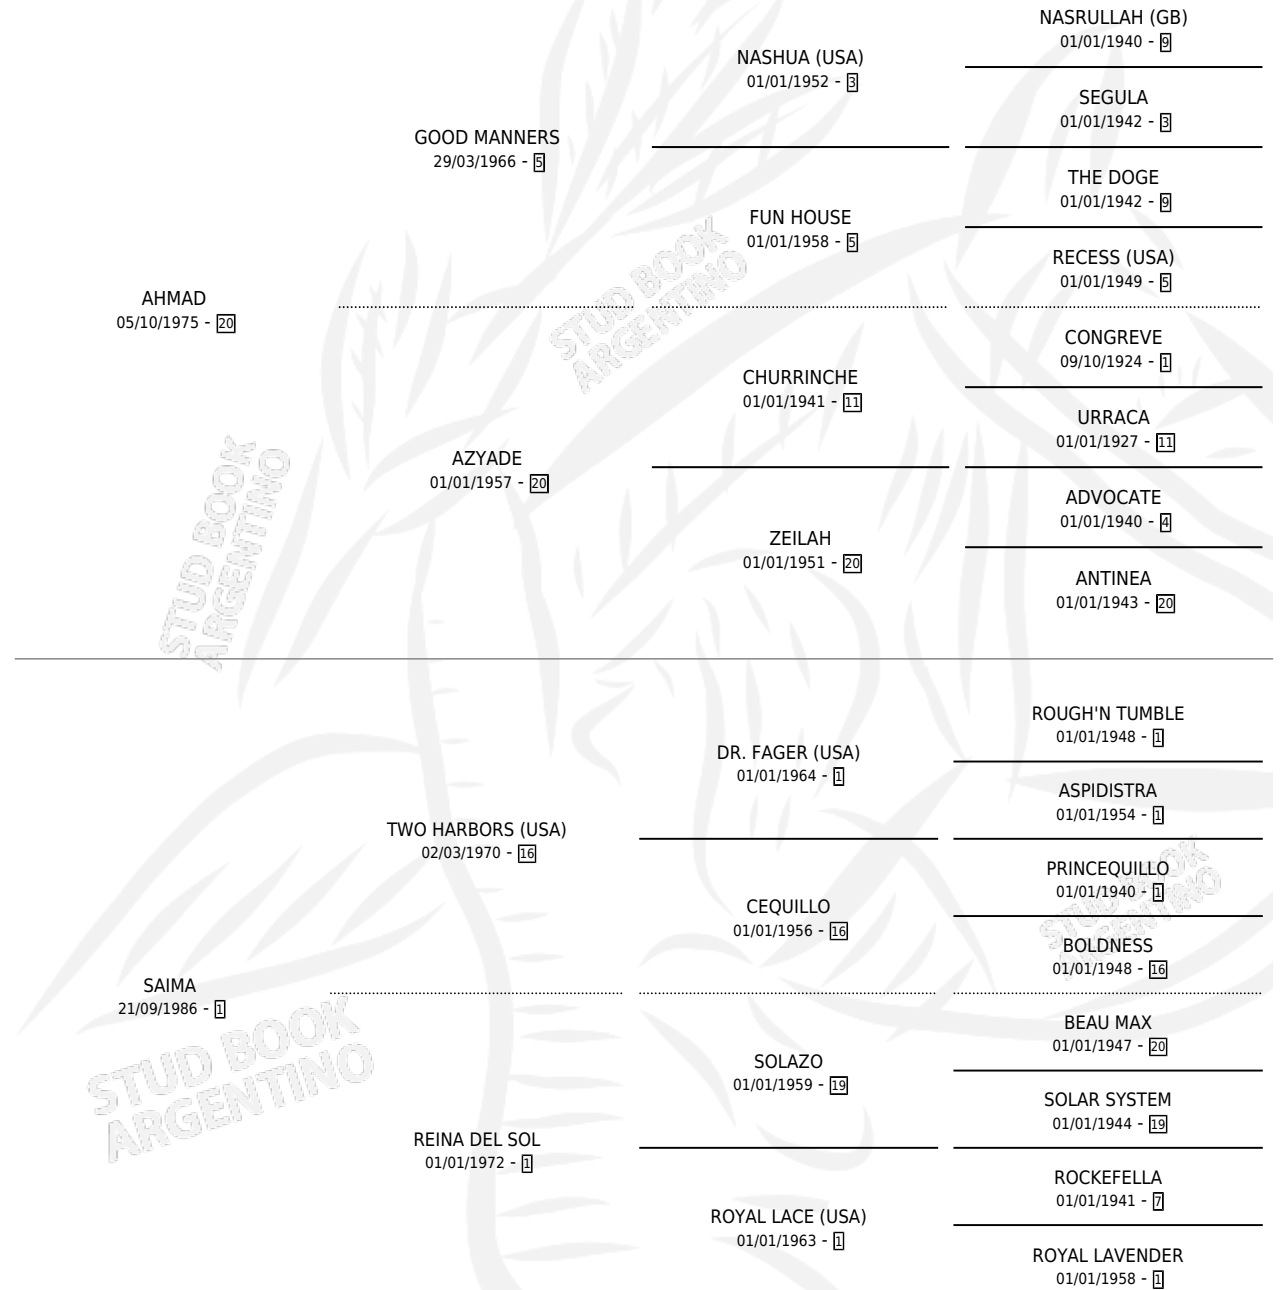 NASRULLAH (GB)
01/01/1940 - 9
NASHUA (USA)
01/01/1952 - 3
SEGULA
01/01/1942 - 3
GOOD MANNERS
29/03/1966 - 5
THE DOGE
01/01/1942 - 9
FUN HOUSE
01/01/1958 - 5
RECESS (USA)
01/01/1949 - 5
AHMAD
05/10/1975 - 20
CONGREVE
09/10/1924 - 1
CHURRINCHE
01/01/1941 - 11
URRACA
01/01/1927 - 11
AZYADE
01/01/1957 - 20
ADVOCATE
01/01/1940 - 4
ZEILAH
01/01/1951 - 20
ANTINEA
01/01/1943 - 20
STUD BOOK
ARGENTINO
STUD BOOK
ARGENTINO
ROUGH'N TUMBLE
01/01/1948 - 1
DR. FAGER (USA)
01/01/1964 - 1
ASPIDISTRA
01/01/1954 - 1
TWO HARBORS (USA)
02/03/1970 - 16
PRINCEQUILLO
01/01/1940 - 1
CEQUILLO
01/01/1956 - 16
BOLDNESS
01/01/1948 - 16
STUD BOOK
ARGENTINO
SAIMA
21/09/1986 - 1
BEAU MAX
01/01/1947 - 20
SOLAZO
01/01/1959 - 19
SOLAR SYSTEM
01/01/1944 - 19
REINA DEL SOL
01/01/1972 - 1
ROCKEFELLA
01/01/1941 - 7
ROYAL LACE (USA)
01/01/1963 - 1
ROYAL LAVENDER
01/01/1958 - 1
STUD BOOK
ARGENTINO